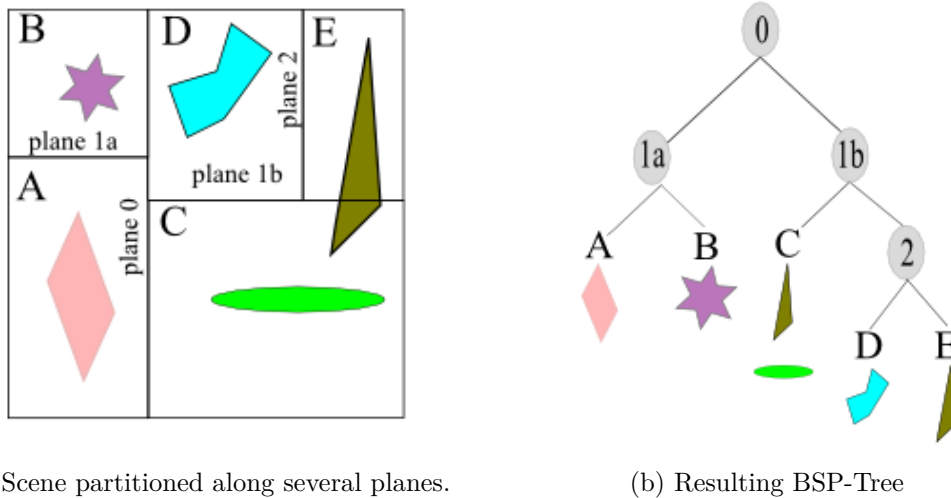 B
D
E
plane 1a
plane 2
plane 1b
A
plane 0
C
Scene partitioned along several planes.
0
1a
1b
A
B
C
2
D
E
(b) Resulting BSP-Tree